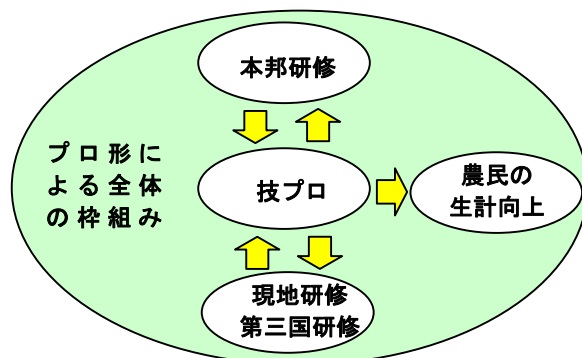 本邦研修
プロ形に
よる全体
の枠組み
技プロ
農民の
生計向上
現地研修
第三国研修